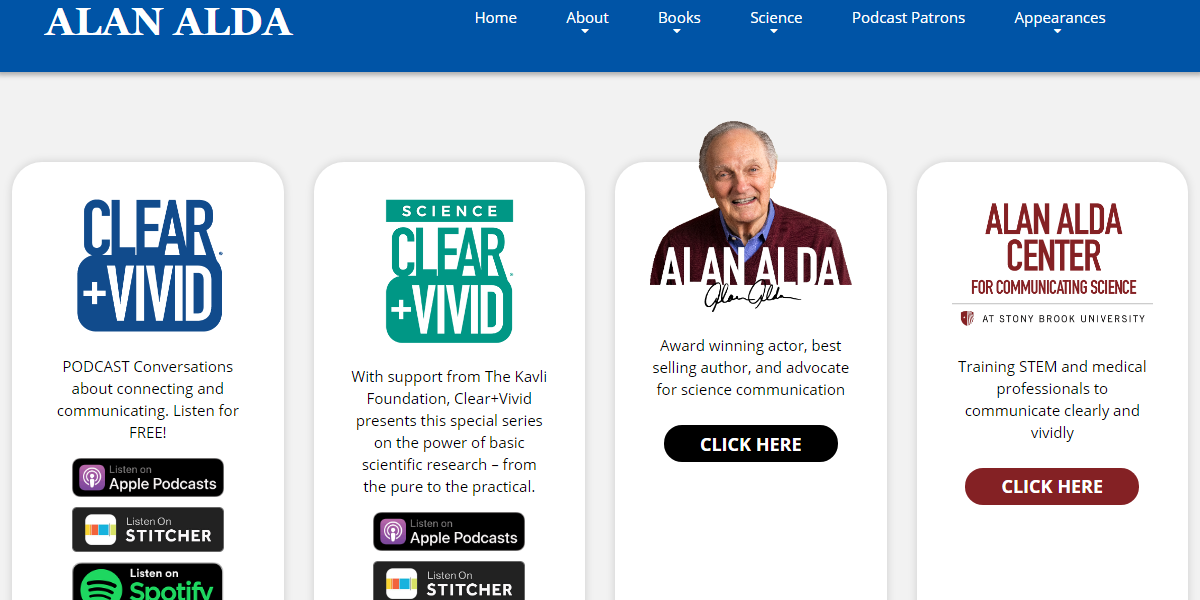 ALAN ALDA
Home
About
Books
Science
Podcast Patrons
Appearances
CLEAR
+VIVID
PODCAST Conversations
about connecting and
communicating. Listen for
FREE!
Listen on
Apple Podcasts
Listen On
STITCHER
Listen on
Spotify
SCIENCE
CLEAR
+VIVID
With support from The Kavli
Foundation, Clear+Vivid
presents this special series
on the power of basic
scientific research – from
the pure to the practical.
Listen on
Apple Podcasts
Listen On
STITCHER
ALAN ALDA
Alan Alda
Award winning actor, best
selling author, and advocate
for science communication
CLICK HERE
ALAN ALDA
CENTER
FOR COMMUNICATING SCIENCE
AT STONY BROOK UNIVERSITY
Training STEM and medical
professionals to
communicate clearly and
vividly
CLICK HERE